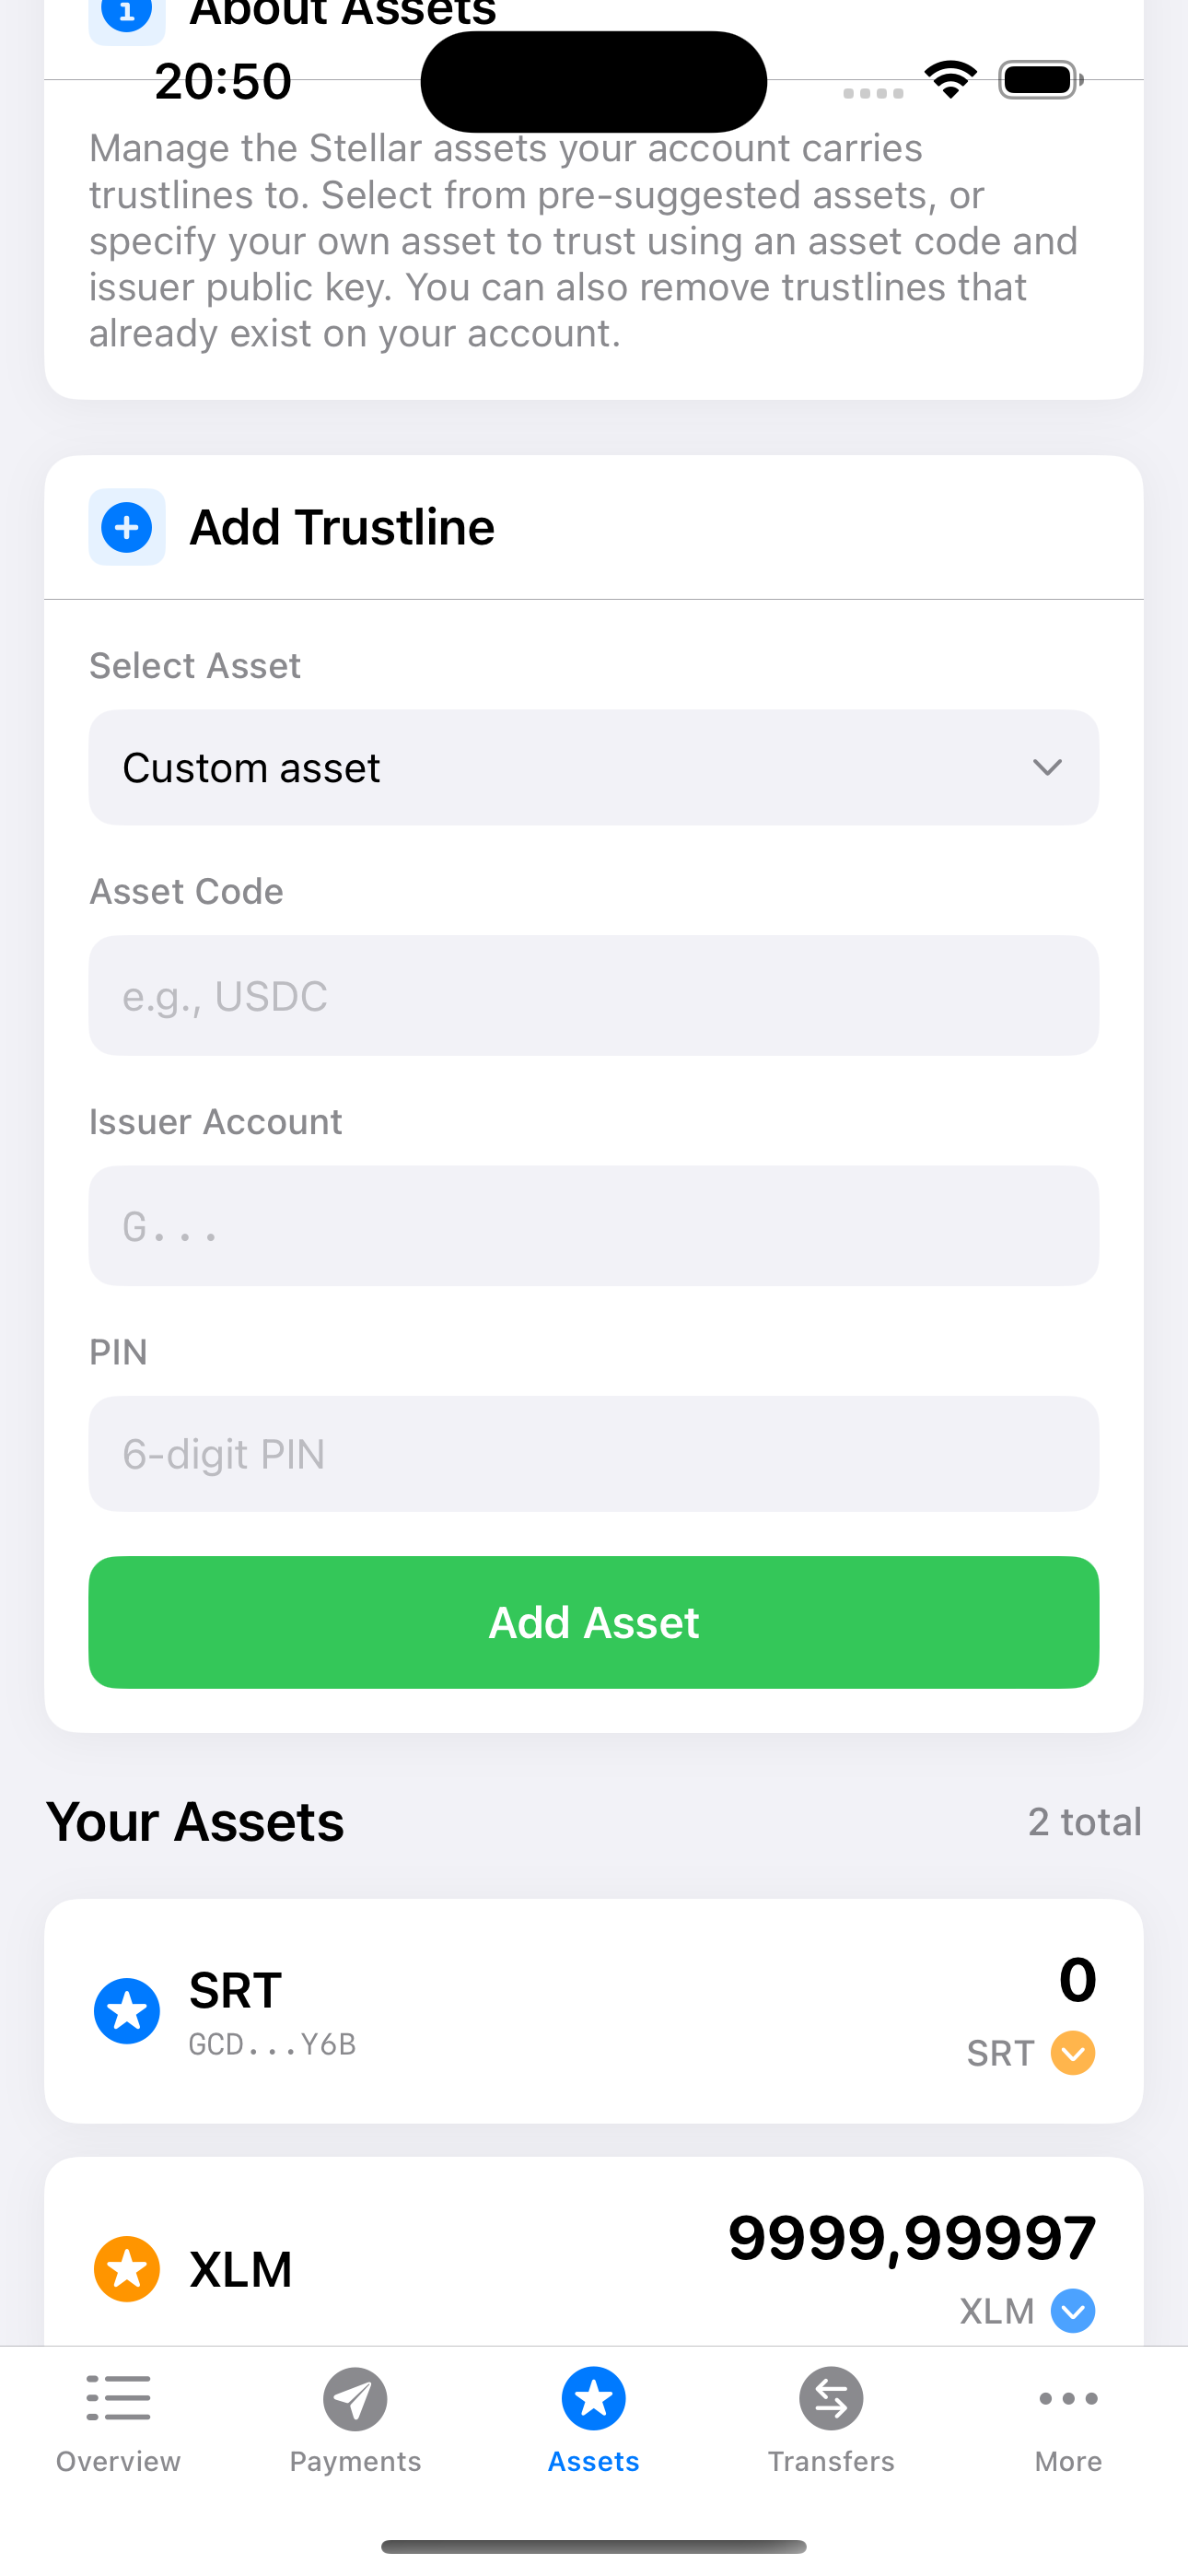 About Assets
20:50
Manage the Stellar assets your account carries
trustlines to. Select from pre-suggested assets, or
specify your own asset to trust using an asset code and
issuer public key. You can also remove trustlines that
already exist on your account.
Add Trustline
Select Asset
Custom asset
Asset Code
e.g., USDC
Issuer Account
G...
PIN
6-digit PIN
Add Asset
Your Assets
2 total
SRT
0
GCD...Y6B
SRT
XLM
9999,99997
XLM
Overview
Payments
Assets
Transfers
More